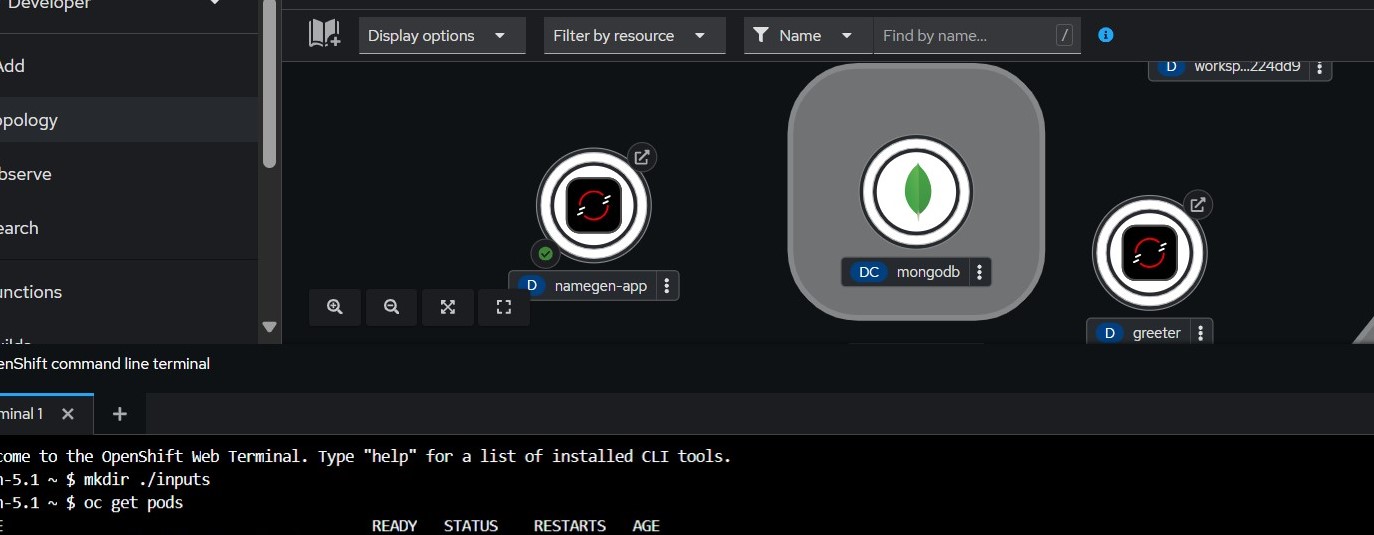 Developer
Display options
Filter by resource
Name
Find by name...
/
D worksp...224dd9
Add
opology
bserve
earch
D namegen-app
DC mongodb
D greeter
unctions
enShift command line terminal
minal 1
come to the OpenShift Web Terminal. Type "help" for a list of installed CLI tools.
-5.1 ~ $ mkdir ./inputs
-5.1 ~ $ oc get pods
E READY STATUS RESTARTS AGE